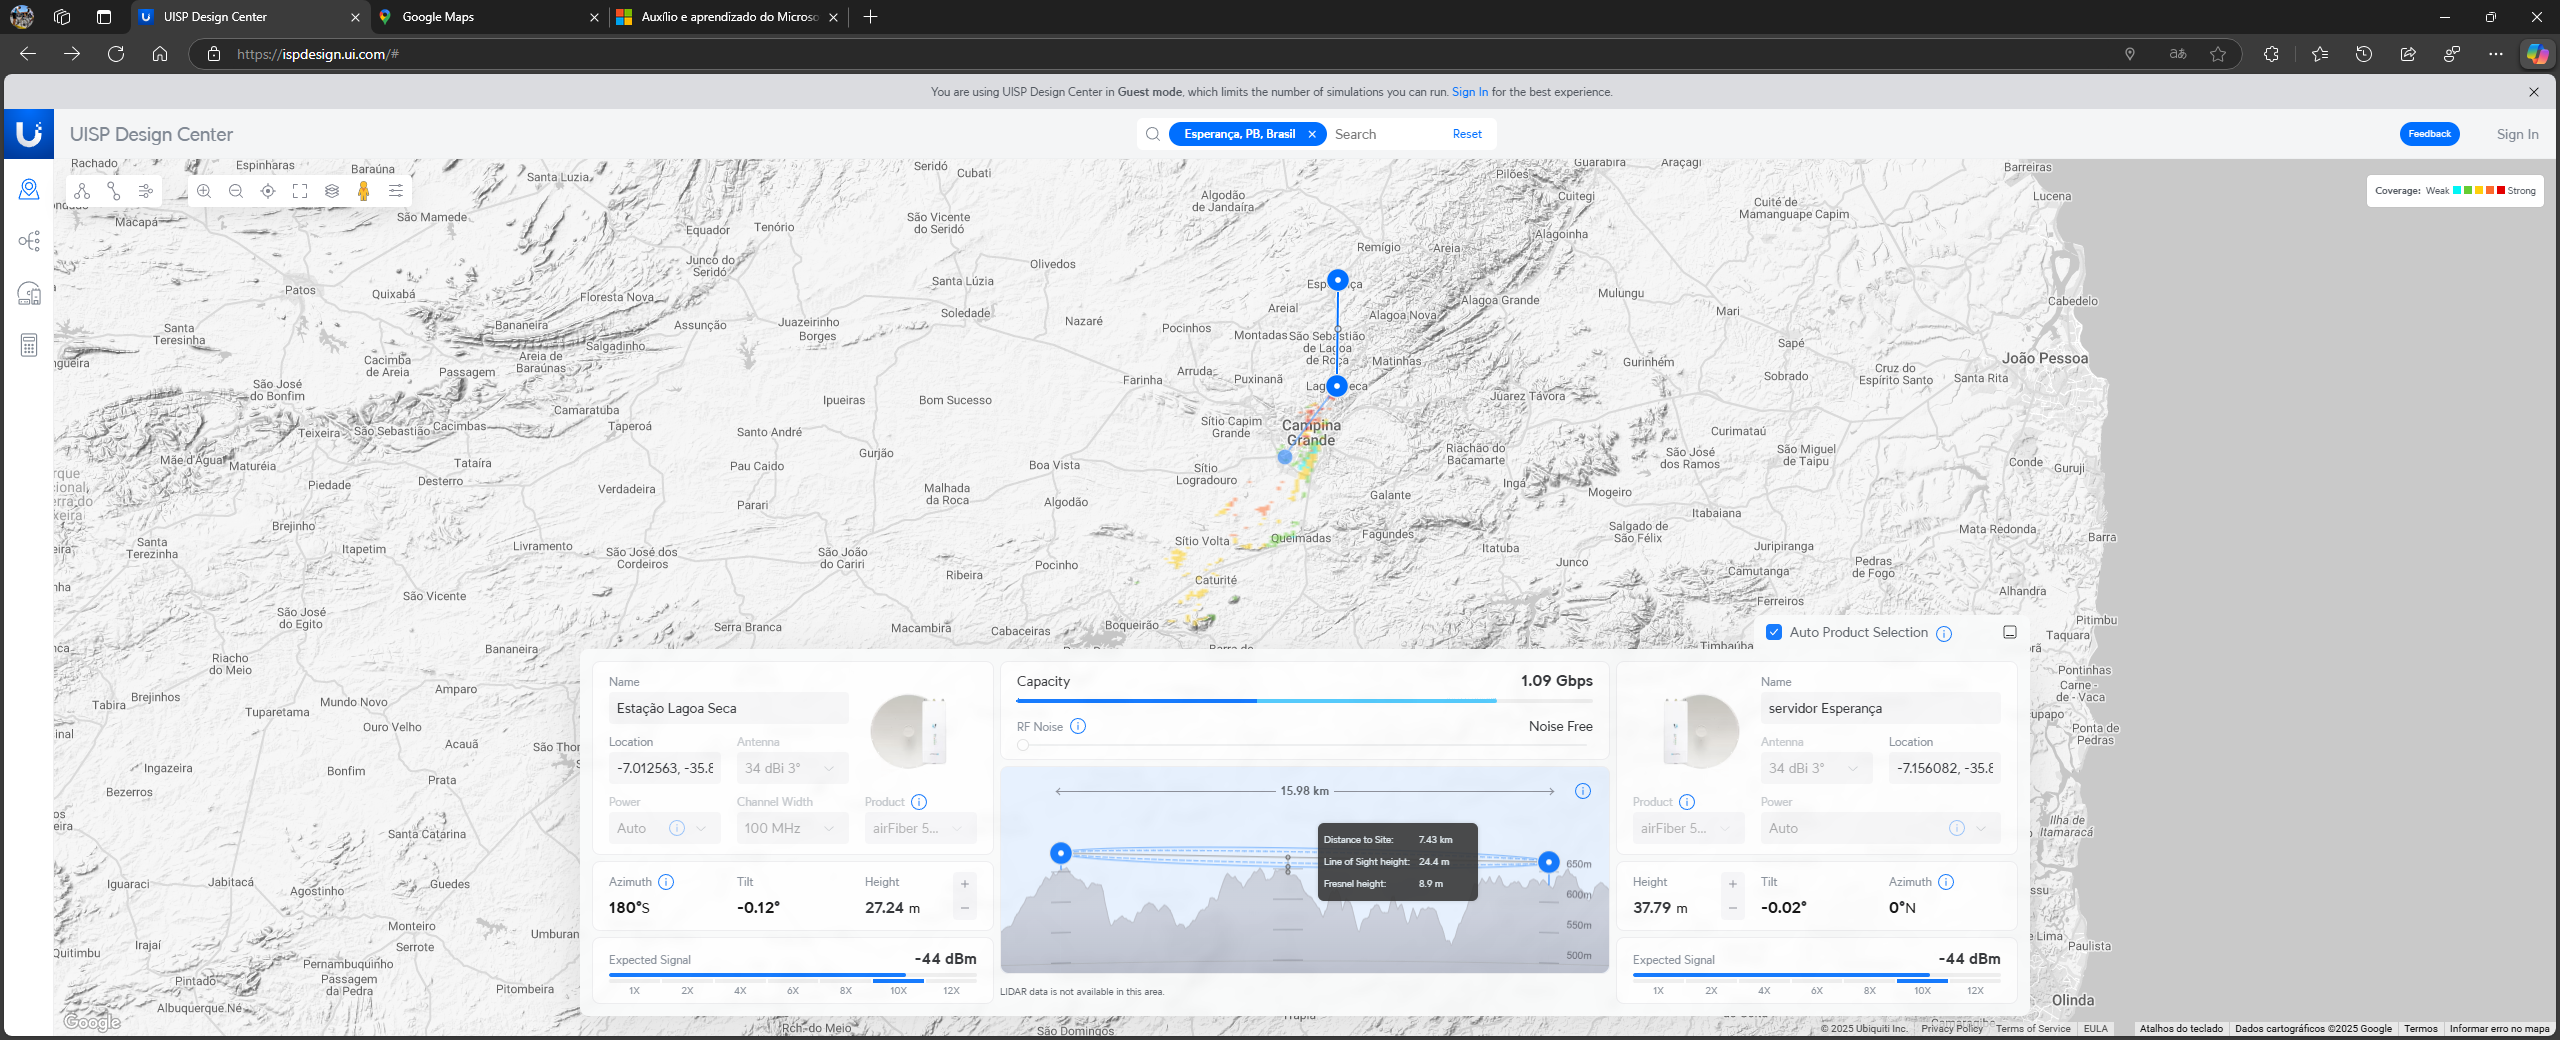 UISP Design Center
Google Maps
Auxílio e aprendizado do Microso
https://ispdesign.ui.com/#
You are using UISP Design Center in Guest mode, which limits the number of simulations you can run. Sign In for the best experience.
UISP Design Center
Esperança, PB, Brasil
Search
Reset
Feedback
Sign In
Coverage: Weak Strong
Rachado
Espinharas
Baraúna
Santa Luzia
Seridó
Cubati
Pilões
Guarabira
Araçagi
Barreiras
Macapá
São Mamede
Equador
Tenório
São Vicente
do Seridó
Algodão
de Jandaíra
Cuitegi
Cuité de
Mamanguape Capim
Lucena
Junco do
Seridó
Olivedos
Remígio
Areia
Alagoinha
Patos
Quixabá
Floresta Nova
Santa Lúzia
Areial
Alagoa Grande
Mulungu
Mari
Cabedelo
Santa
Teresinha
Bananeira
Assunção
Juazeirinho
Borges
Soledade
Nazaré
Pocinhos
Montadas
São Sebastião
de Lagoa
de Roça
Alagoa Nova
Salgadinho
Cacimba
de Areia
Passagem
Areia de
Baraúnas
Farinha
Arruda
Puxinanã
Matinhas
Gurinhém
Sapé
Sobrado
Cruz do
Espírito Santo
Santa Rita
João Pessoa
São José
do Bonfim
Camaratuba
Ipueiras
Bom Sucesso
Juarez Távora
Teixeira
São Sebastião
Cacimbas
Taperoá
Santo André
Sítio Capim
Grande
Campina
Grande
Curimataú
Mãe d'Água
Maturéia
Tataíra
Desterro
Gurjão
Pau Caido
Boa Vista
Sítio
Logradouro
Riachão do
Bacamarte
São José
dos Ramos
São Miguel
de Taipu
Conde
Guruji
Piedade
Verdadeira
Parari
Malhada
da Roca
Algodão
Galante
Ingá
Mogeiro
Itabaiana
Brejinho
Santa
Terezinha
Itapetim
Livramento
São José dos
Cordeiros
São João
do Cariri
Sítio Volta
Queimadas
Fagundes
Itatuba
Salgado de
São Félix
Juripiranga
Mata Redonda
Barra
Ribeira
Pocinho
Caturité
Junco
Camutanga
Pedras
de Fogo
São Vicente
Alhandra
São José
do Egito
Serra Branca
Macambira
Cabaceiras
Boqueirão
Ferreiros
Pitimbu
Taquara
Bananeira
Timbaúba
Riacho
do Meio
Auto Product Selection
Pontinhas
Carne -
de - Vaca
Tabira
Brejinhos
Tuparetama
Mundo Novo
Amparo
Ouro Velho
Acauã
São Thor
Ponta de
Pedras
Ingazeira
Bonfim
Prata
Bezerros
Santa Catarina
Ilha de
Itamaracá
Iguaraci
Jabitacá
Agostinho
Guedes
Monteiro
Umburan
Irajaí
Quitimbu
Sertote
Pintado
Pernambuquinho
Passagem
da Pedra
Pitombeira
Albuquerque Né
Paulista
Olinda
Name
Estação Lagoa Seca
Location
Antenna
-7.012563, -35.8
34 dBi 3°
Power
Channel Width
Product
Auto
100 MHz
airFiber 5...
Azimuth
Tilt
Height
180°S
-0.12°
27.24 m
Expected Signal
-44 dBm
1X 2X 4X 6X 8X 10X 12X
Capacity
1.09 Gbps
RF Noise
Noise Free
15.98 km
Distance to Site: 7.43 km
Line of Sight height: 24.4 m
Fresnel height: 8.9 m
650m
600m
550m
500m
LIDAR data is not available in this area.
Name
servidor Esperança
Antenna
Location
34 dBi 3°
-7.156082, -35.8
Product
Power
airFiber 5...
Auto
Height
Tilt
Azimuth
37.79 m
-0.02°
0°N
Expected Signal
-44 dBm
1X 2X 4X 6X 8X 10X 12X
Google
Rch. do Meio
São Domingos
© 2025 Ubiquiti Inc. Privacy Policy Terms of Service EULA
Atalhos do teclado Dados cartográficos ©2025 Google Termos Informar erro no mapa